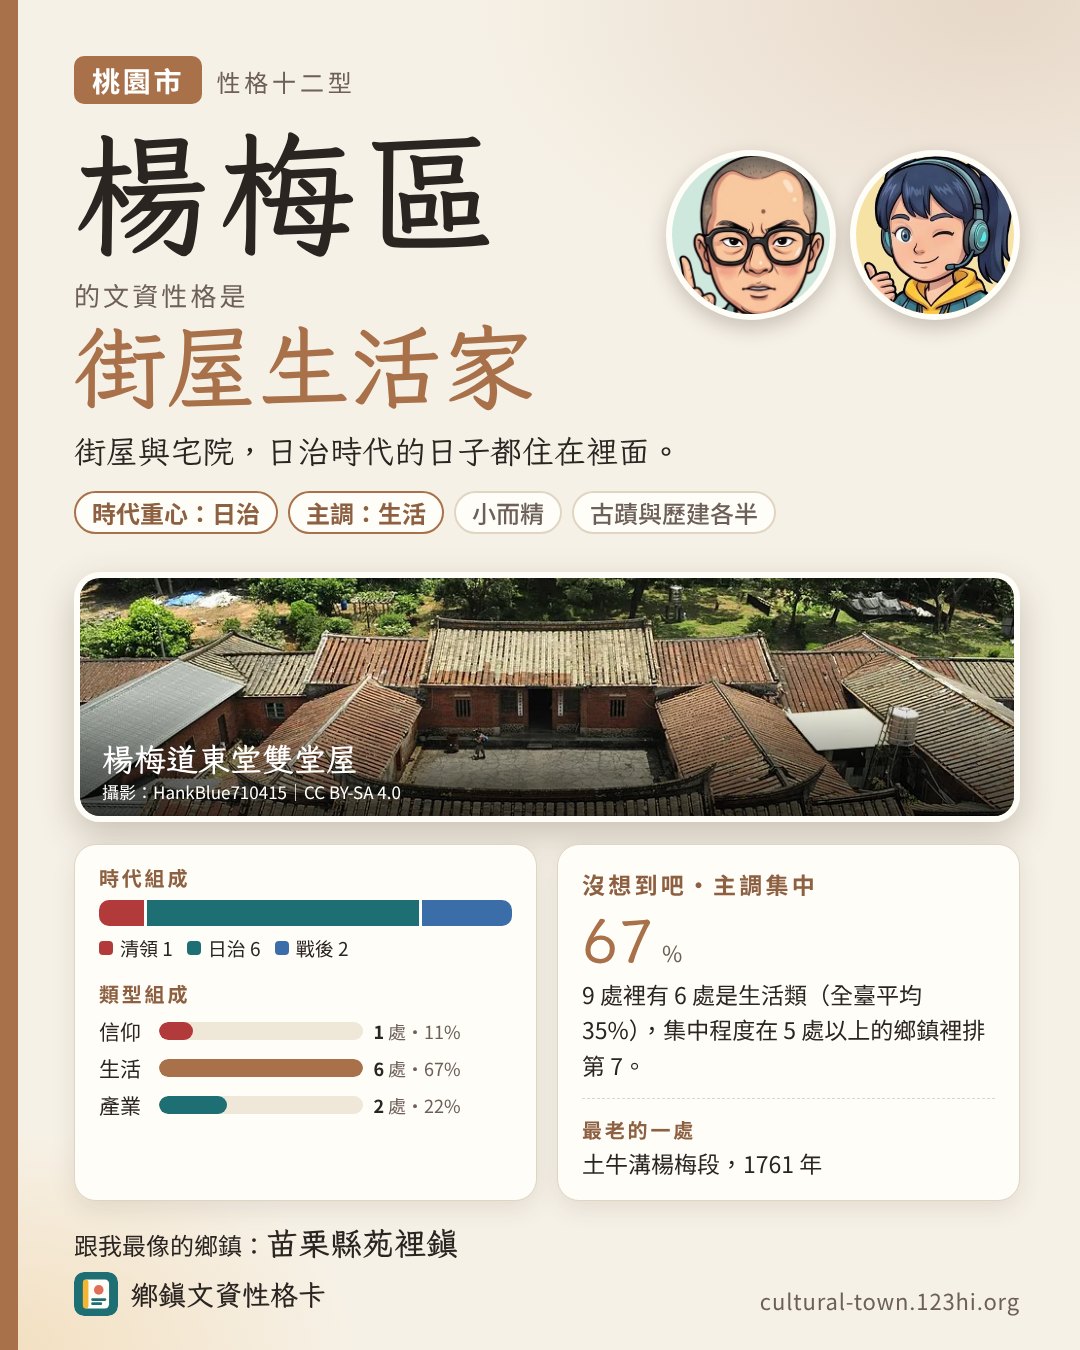 桃園市 性格十二型
楊梅區
的文資性格是
街屋生活家
街屋與宅院，日治時代的日子都住在裡面。
時代重心：日治 主調：生活 小而精 古蹟與歷建各半
楊梅道東堂雙堂屋
攝影：HankBlue710415｜CC BY-SA 4.0
時代組成
清領 1 日治 6 戰後 2
類型組成
信仰 1 處・11%
生活 6 處・67%
產業 2 處・22%
沒想到吧・主調集中
67 %
9 處裡有 6 處是生活類（全臺平均
35%），集中程度在 5 處以上的鄉鎮裡排
第 7。
最老的一處
土牛溝楊梅段，1761 年
跟我最像的鄉鎮：苗栗縣苑裡鎮
鄉鎮文資性格卡
cultural-town.123hi.org